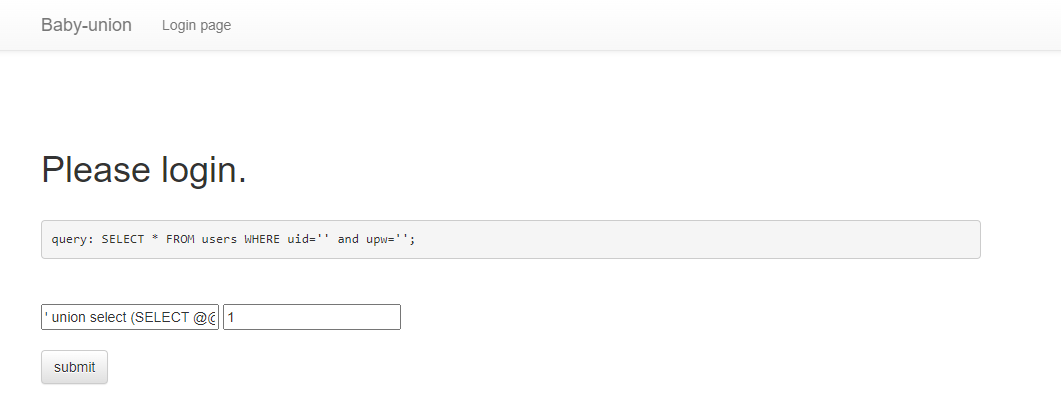 Baby-union Login page
Please login.
query: SELECT * FROM users WHERE uid='' and upw='';
' union select (SELECT @@
1
submit